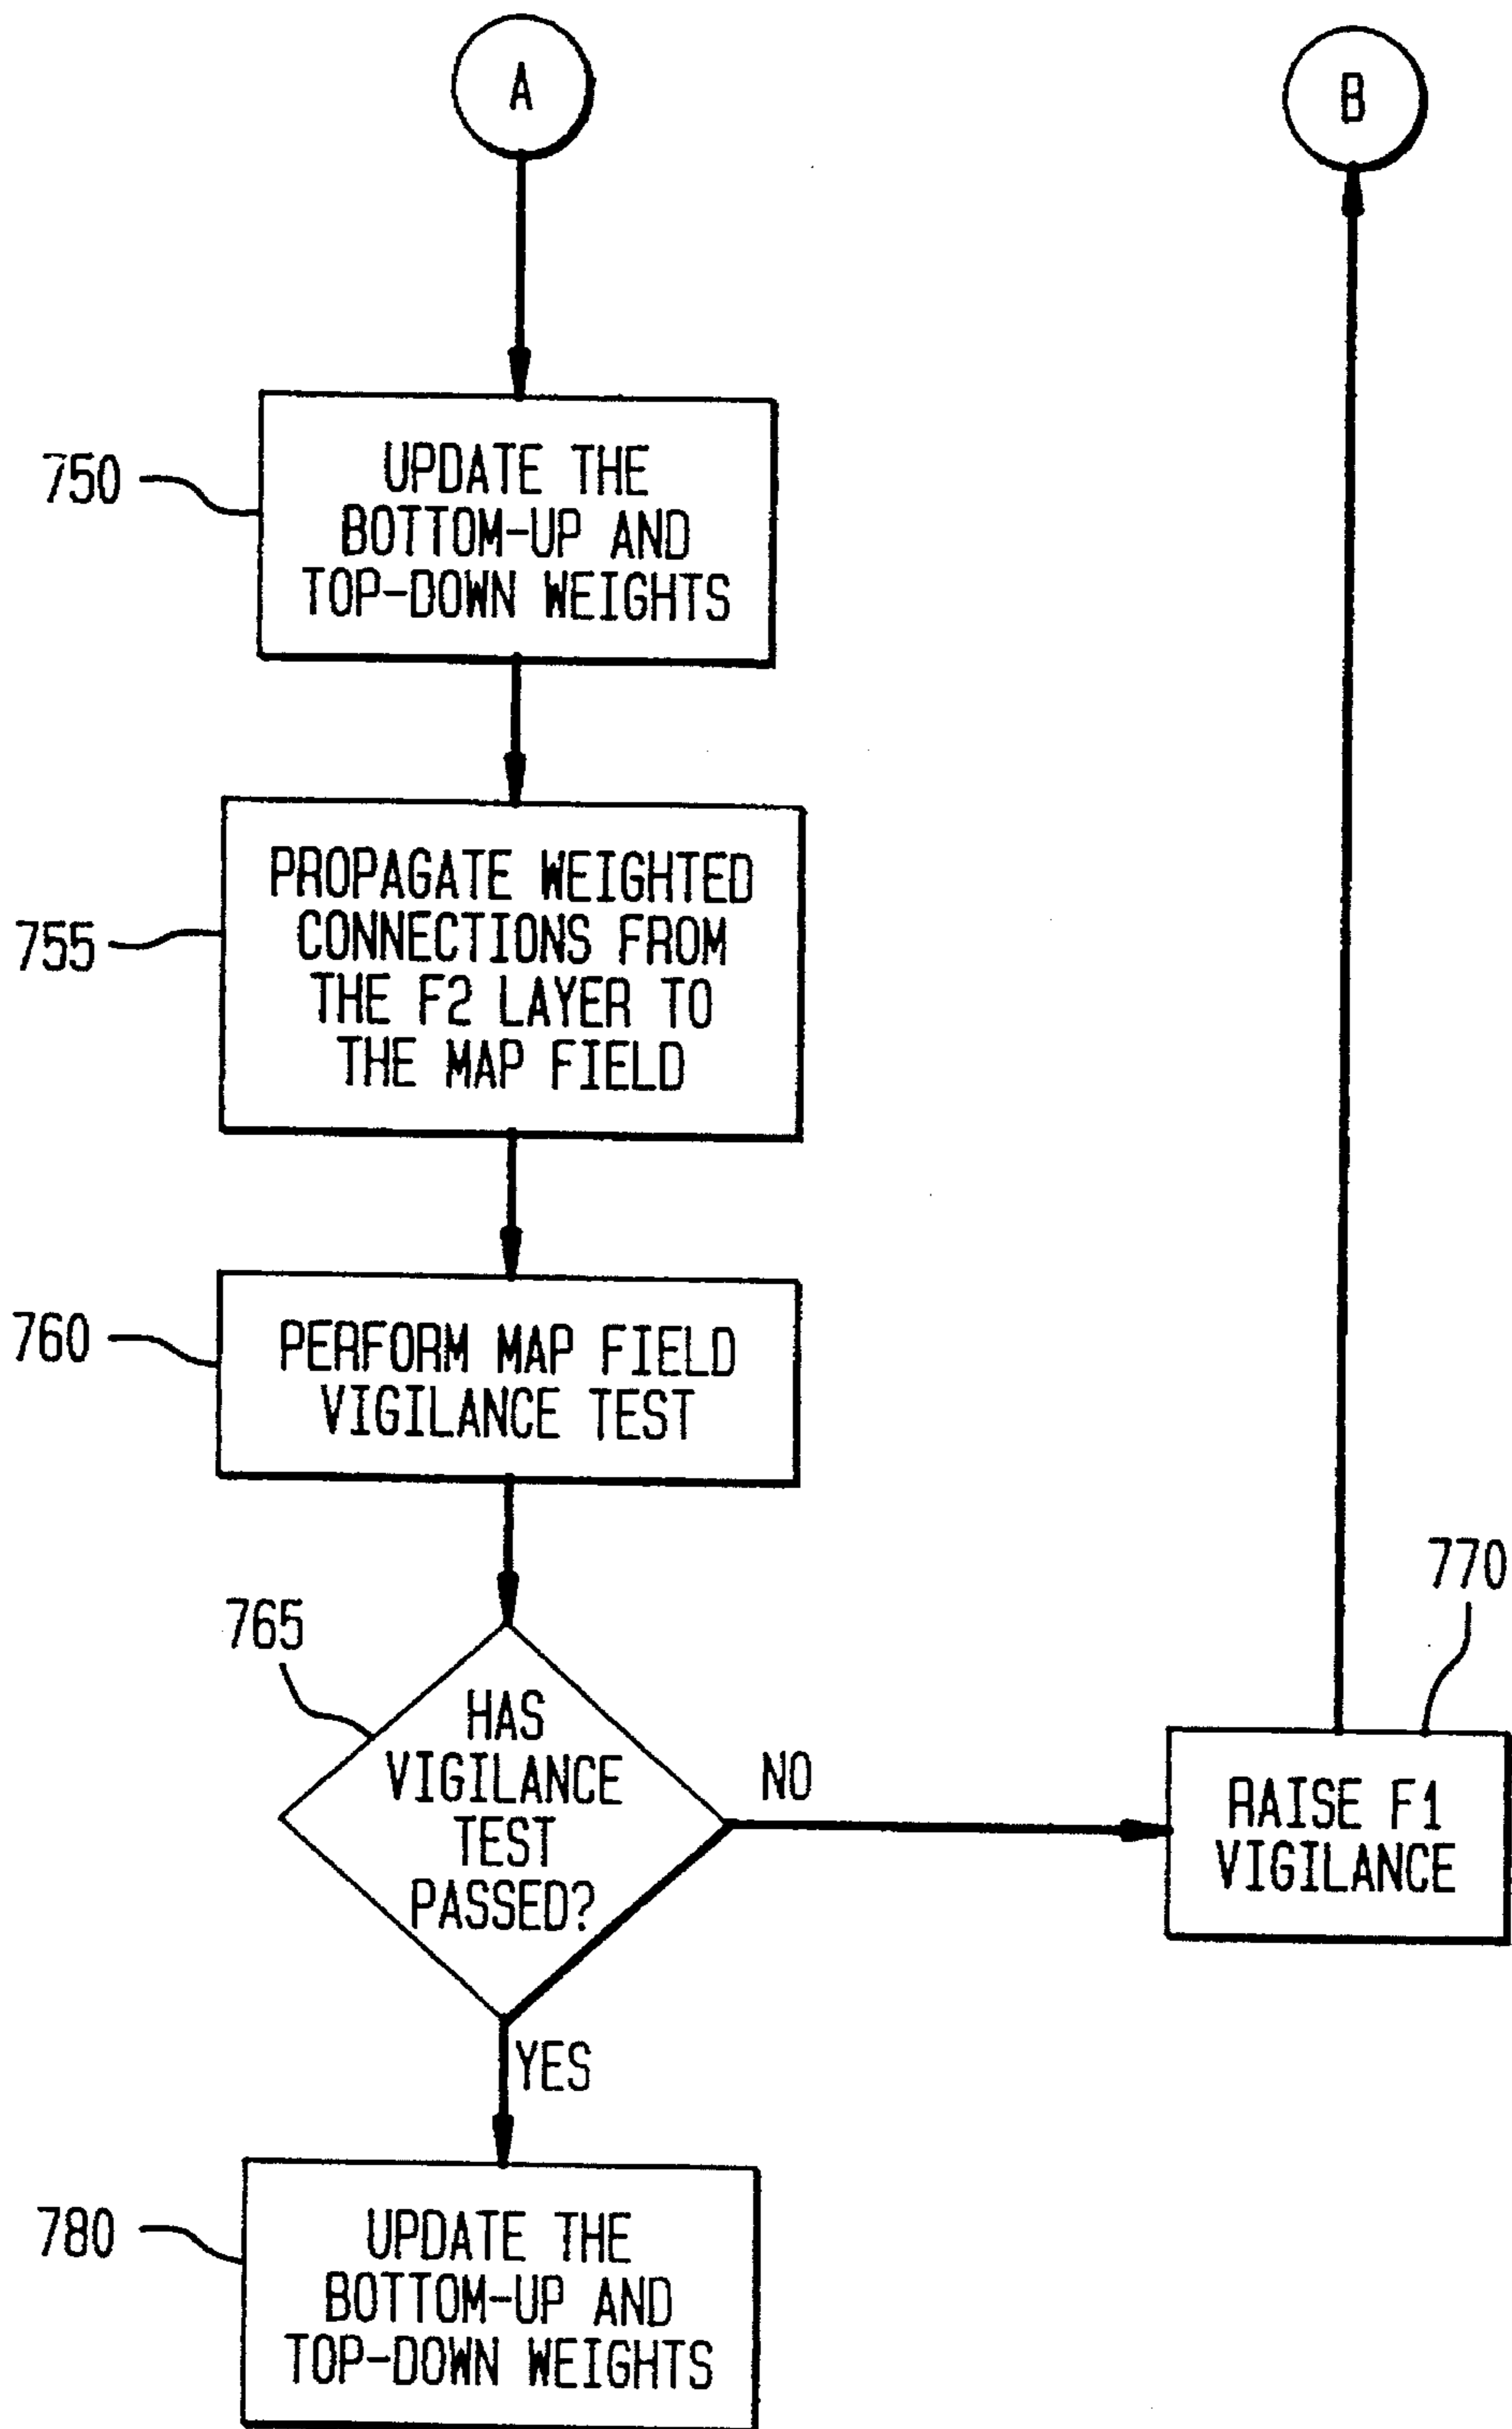 A
B
750
UPDATE THE
BOTTOM-UP AND
TOP-DOWN WEIGHTS
755
PROPAGATE WEIGHTED
CONNECTIONS FROM
THE F2 LAYER TO
THE MAP FIELD
760
PERFORM MAP FIELD
VIGILANCE TEST
765
HAS
VIGILANCE
TEST
PASSED?
NO
770
RAISE F1
VIGILANCE
YES
780
UPDATE THE
BOTTOM-UP AND
TOP-DOWN WEIGHTS